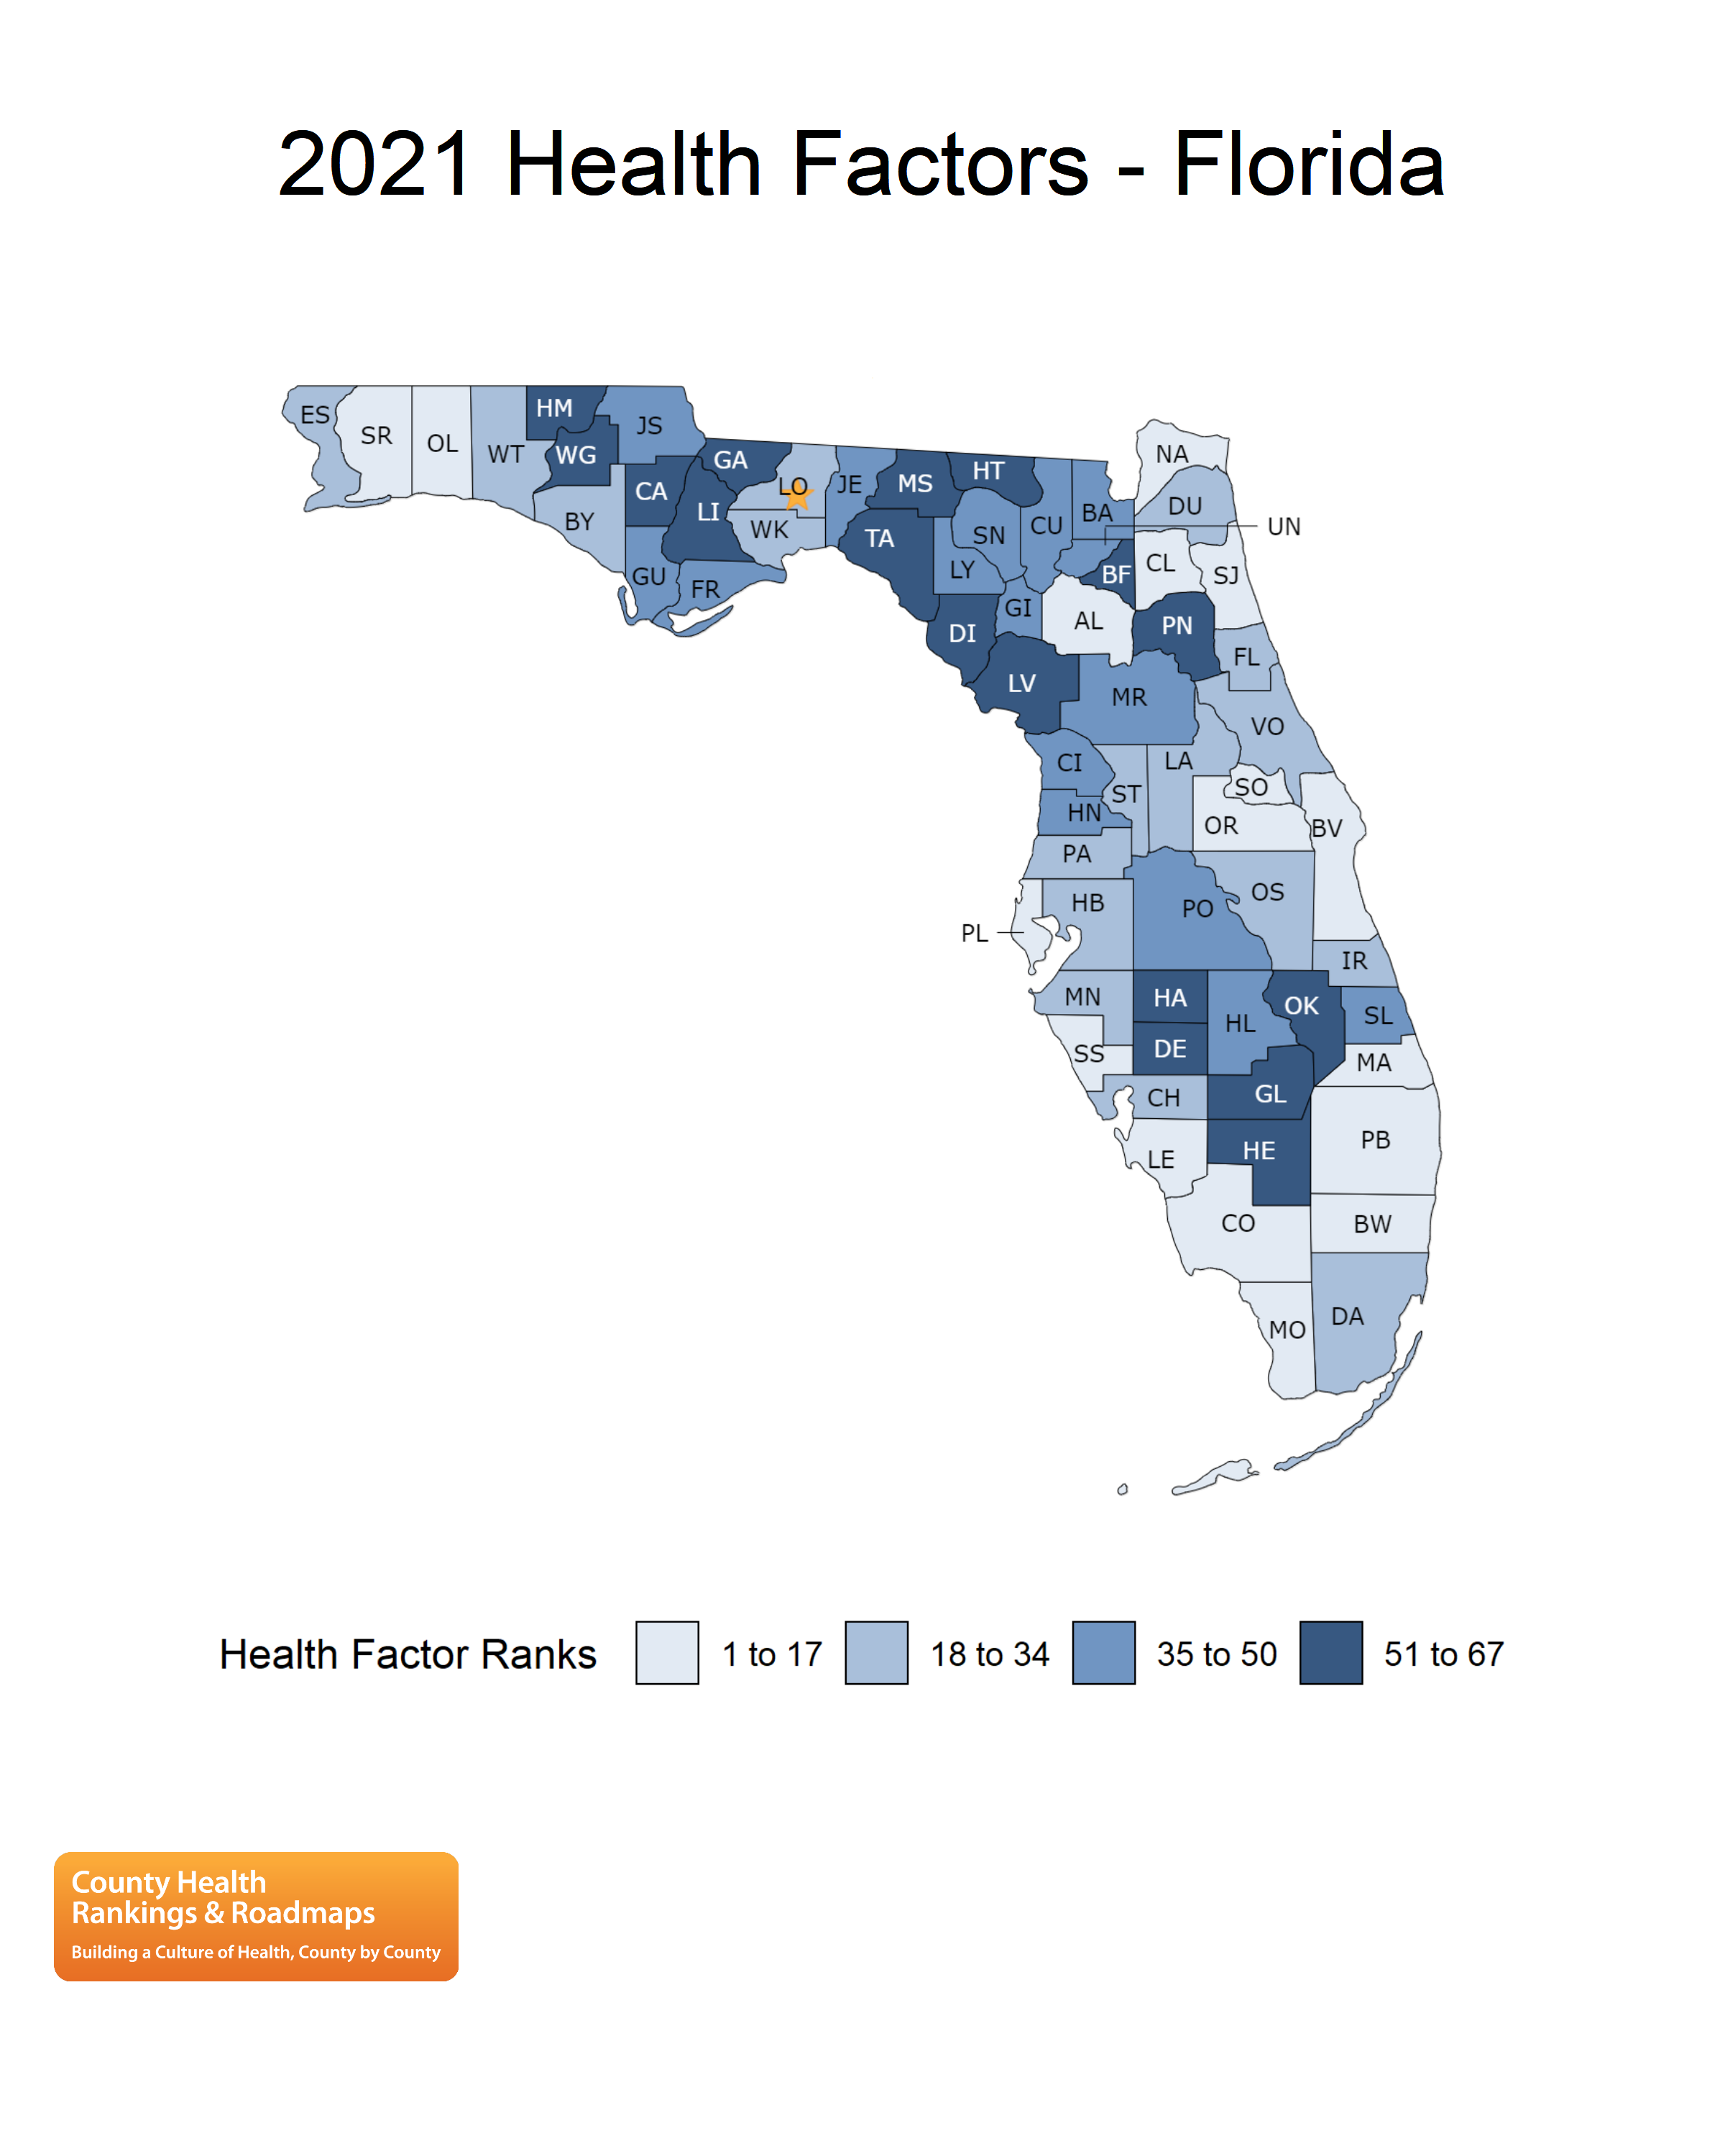 2021 Health Factors - Florida
ES
SR
OL
WT
HM
WG
JS
BY
CA
GU
LI
GA
FR
LO
WK
JE
MS
TA
HT
SN
LY
CU
BA
UN
NA
DU
CL
SJ
BF
DI
GI
AL
PN
FL
LV
MR
VO
CI
ST
LA
SO
HN
OR
BV
PA
HB
PO
OS
PL
IR
MN
HA
HL
OK
SL
SS
DE
MA
CH
GL
LE
HE
PB
CO
BW
MO
DA
Health Factor Ranks 1 to 17 18 to 34 35 to 50 51 to 67
County Health
Rankings & Roadmaps
Building a Culture of Health, County by County